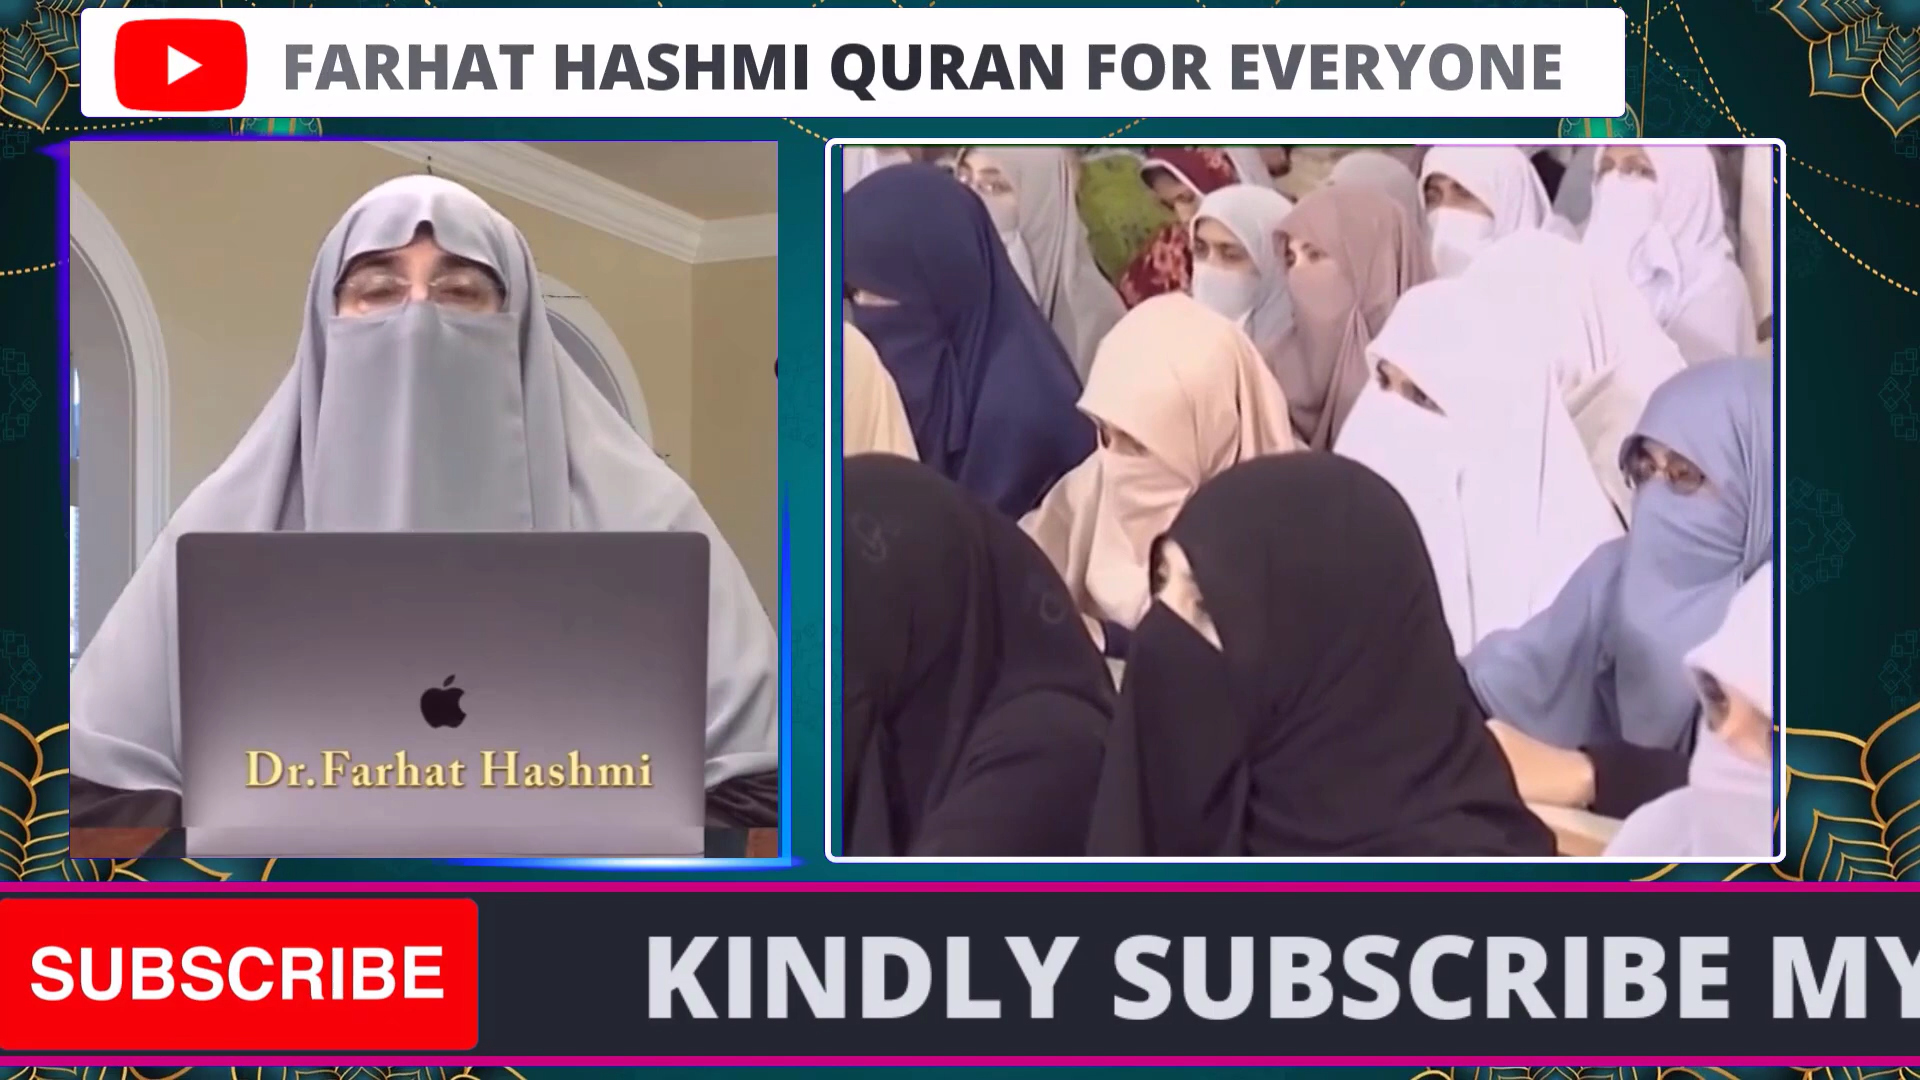 FARHAT HASHMI QURAN FOR EVERYONE
Dr.Farhat Hashmi
SUBSCRIBE
KINDLY SUBSCRIBE MY